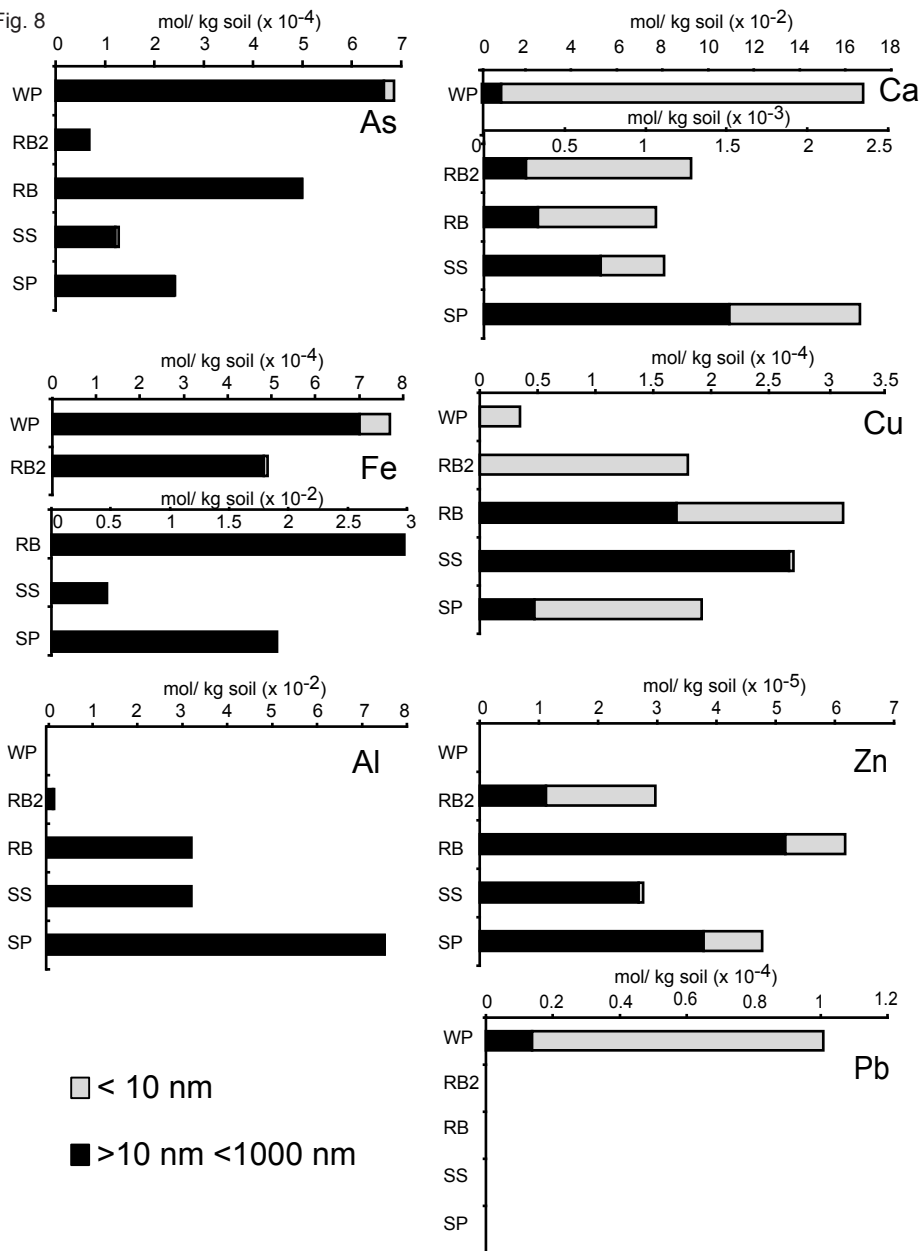 Fig. 8
mol/ kg soil (x 10-4)
0 1 2 3 4 5 6 7
WP
RB2
RB
SS
SP
As
mol/ kg soil (x 10-2)
0 2 4 6 8 10 12 14 16 18
WP
Ca
mol/ kg soil (x 10-3)
0 0.5 1 1.5 2 2.5
RB2
RB
SS
SP
mol/ kg soil (x 10-4)
0 1 2 3 4 5 6 7 8
WP
RB2
Fe
mol/ kg soil (x 10-2)
0 0.5 1 1.5 2 2.5 3
RB
SS
SP
mol/ kg soil (x 10-4)
0 0.5 1 1.5 2 2.5 3 3.5
WP
RB2
RB
SS
SP
Cu
mol/ kg soil (x 10-2)
0 1 2 3 4 5 6 7 8
WP
RB2
RB
SS
SP
Al
mol/ kg soil (x 10-5)
0 1 2 3 4 5 6 7
WP
RB2
RB
SS
SP
Zn
mol/ kg soil (x 10-4)
0 0.2 0.4 0.6 0.8 1 1.2
WP
RB2
RB
SS
SP
Pb
< 10 nm
>10 nm <1000 nm